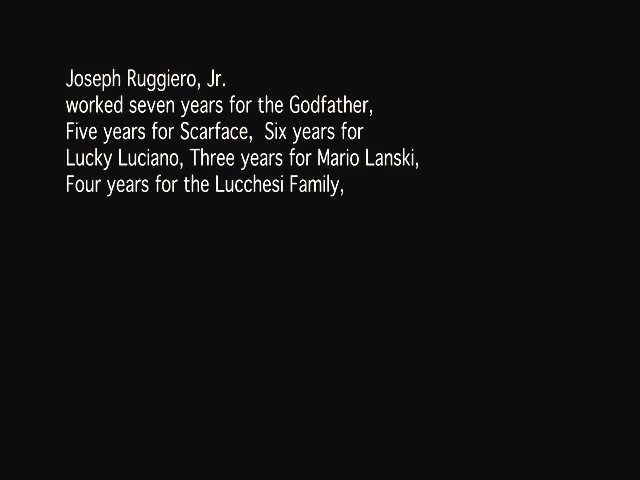 Joseph Ruggiero, Jr.
worked seven years for the Godfather,
Five years for Scarface,  Six years for
Lucky Luciano, Three years for Mario Lanski,
Four years for the Lucchesi Family,